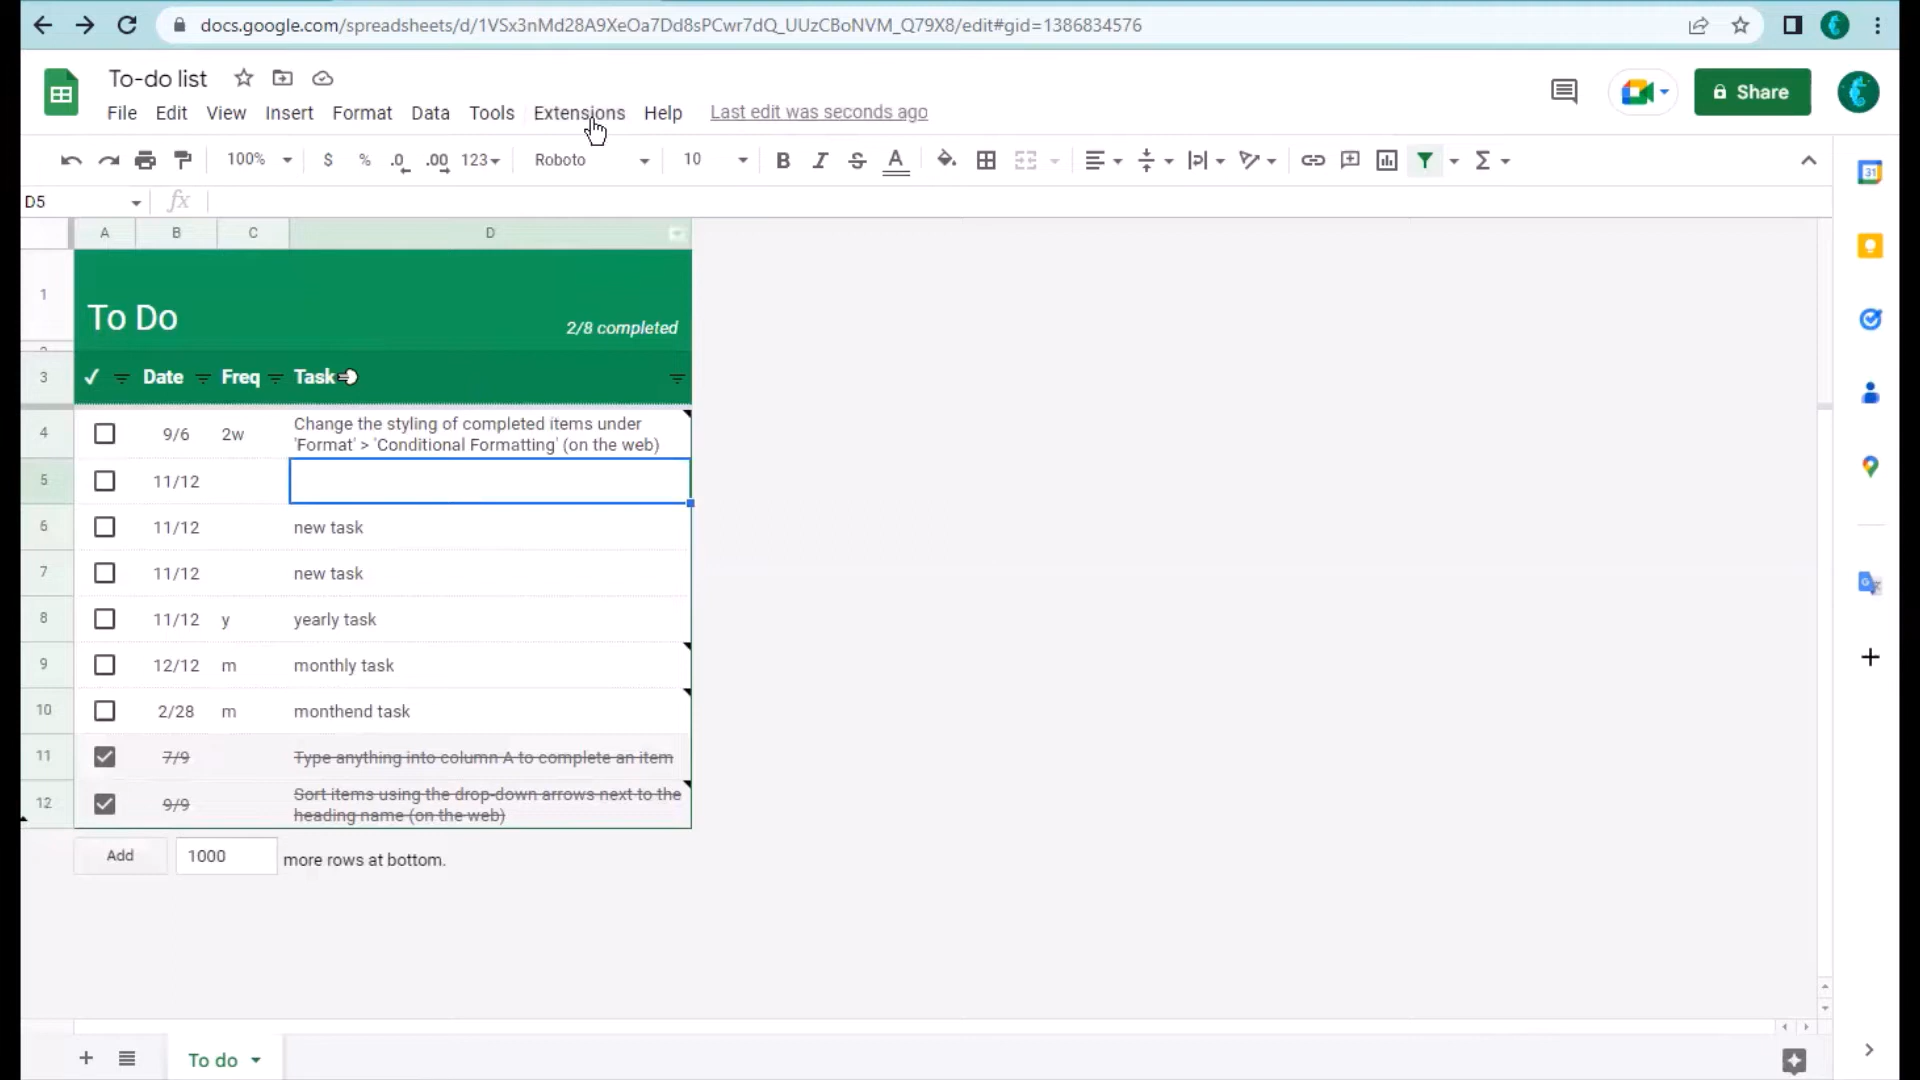 docs.google.com/spreadsheets/d/1VSx3nMd28A9XeOa7Dd8sPCwr7dQ_UUzCBoNVM_Q79X8/edit#gid=1386834576
To-do list
File Edit View Insert Format Data Tools Extensions Help Last edit was seconds ago
Share
100% $ % .0 .00 123 Roboto 10 B I S A Σ
31
D5 fx
A B C D
1 To Do 2/8 completed
3 ✓ Date Freq Task
4 9/6 2w Change the styling of completed items under
'Format' > 'Conditional Formatting' (on the web)
5 11/12
6 11/12 new task
7 11/12 new task
8 11/12 y yearly task
9 12/12 m monthly task
10 2/28 m monthend task
11 7/9 Type anything into column A to complete an item
12 9/9 Sort items using the drop-down arrows next to the
heading name (on the web)
Add 1000 more rows at bottom.
To do